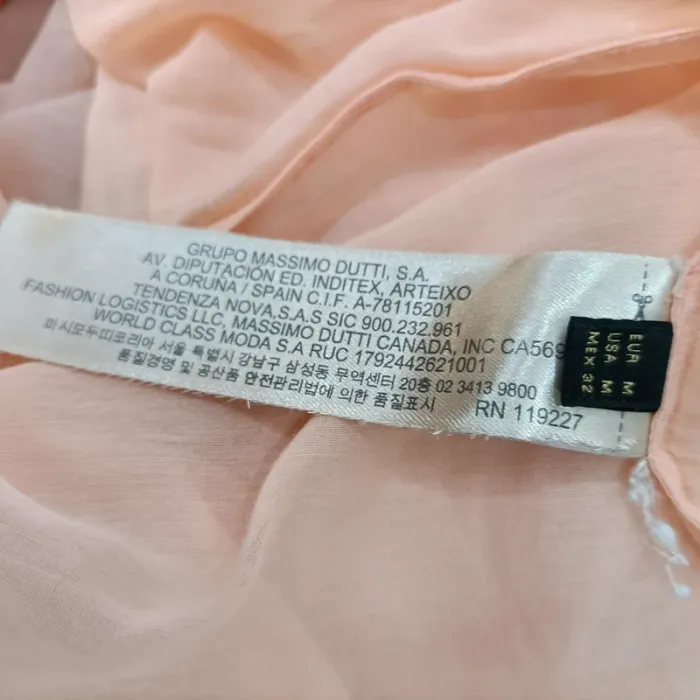 GRUPO MASSIMO DUTTI, S.A.
AV. DIPUTACIÓN ED. INDITEX, ARTEIXO
A CORUÑA / SPAIN C.I.F. A-78115201
TENDENZA NOVA,S.A.S SIC 900.232.961
FASHION LOGISTICS LLC, MASSIMO DUTTI CANADA, INC CA569
WORLD CLASS MODA S.A RUC 1792442621001
마시모두띠코리아 서울 특별시 강남구 삼성동 무역센터 20층 02 3413 9800
품질경영 및 공산품 안전관리법에 의한 품질표시
RN 119227
EUR M
USA M
MEX 32